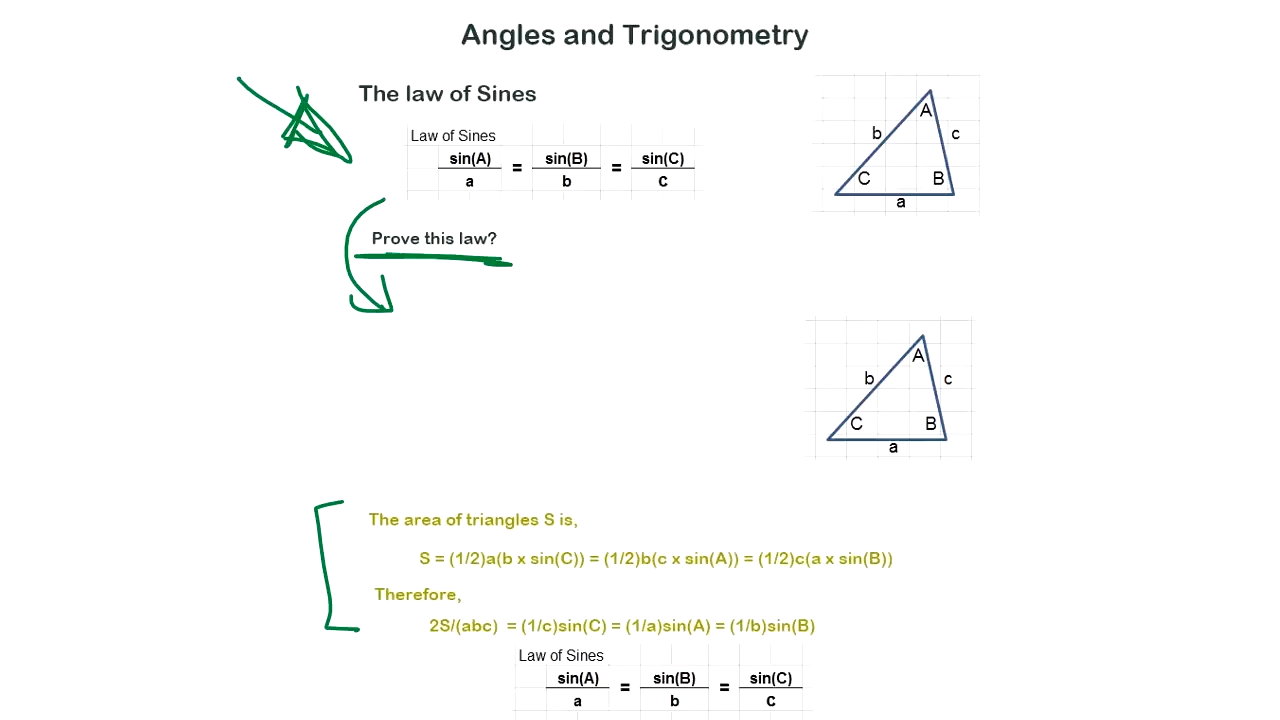 Angles and Trigonometry
The law of Sines
Law of Sines
sin(A)/a = sin(B)/b = sin(C)/c
A
b c
C B
a
Prove this law?
A
b c
C B
a
The area of triangles S is,
S = (1/2)a(b x sin(C)) = (1/2)b(c x sin(A)) = (1/2)c(a x sin(B))
Therefore,
2S/(abc) = (1/c)sin(C) = (1/a)sin(A) = (1/b)sin(B)
Law of Sines
sin(A)/a = sin(B)/b = sin(C)/c